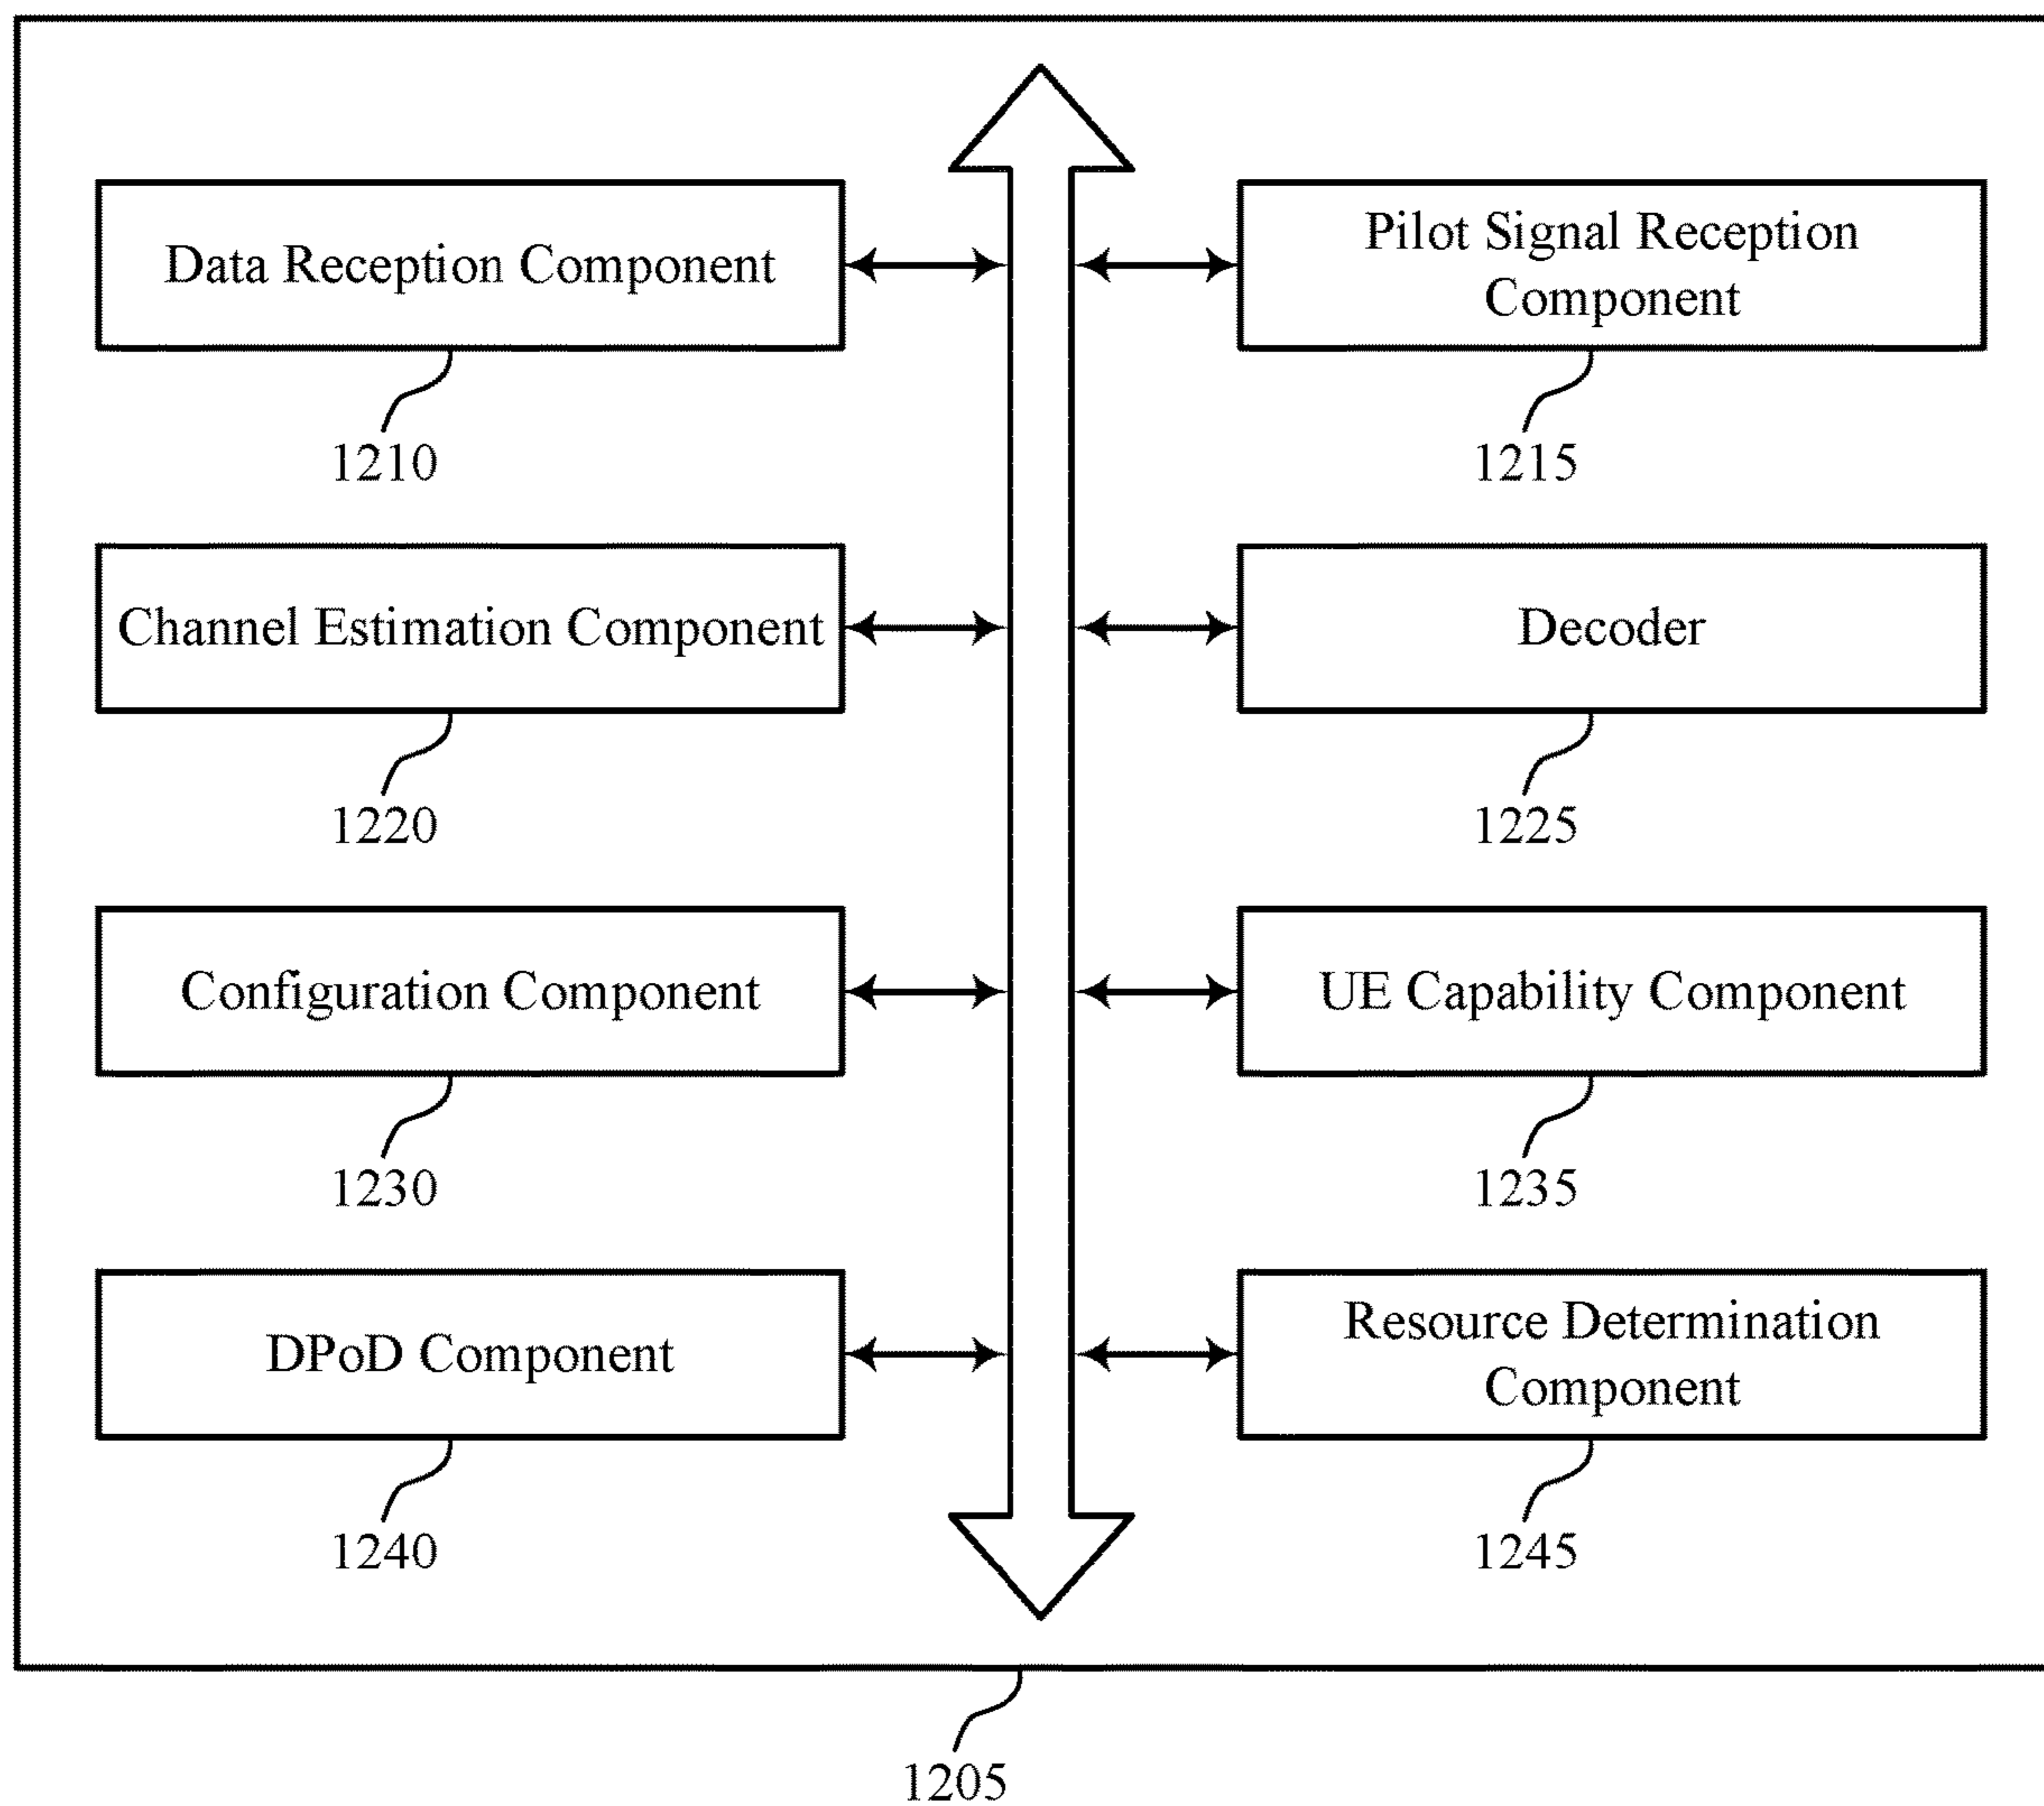 Data Reception Component
Pilot Signal Reception
Component
1210
1215
Channel Estimation Component
Decoder
1220
1225
Configuration Component
UE Capability Component
1230
1235
DPoD Component
Resource Determination
Component
1240
1245
1205